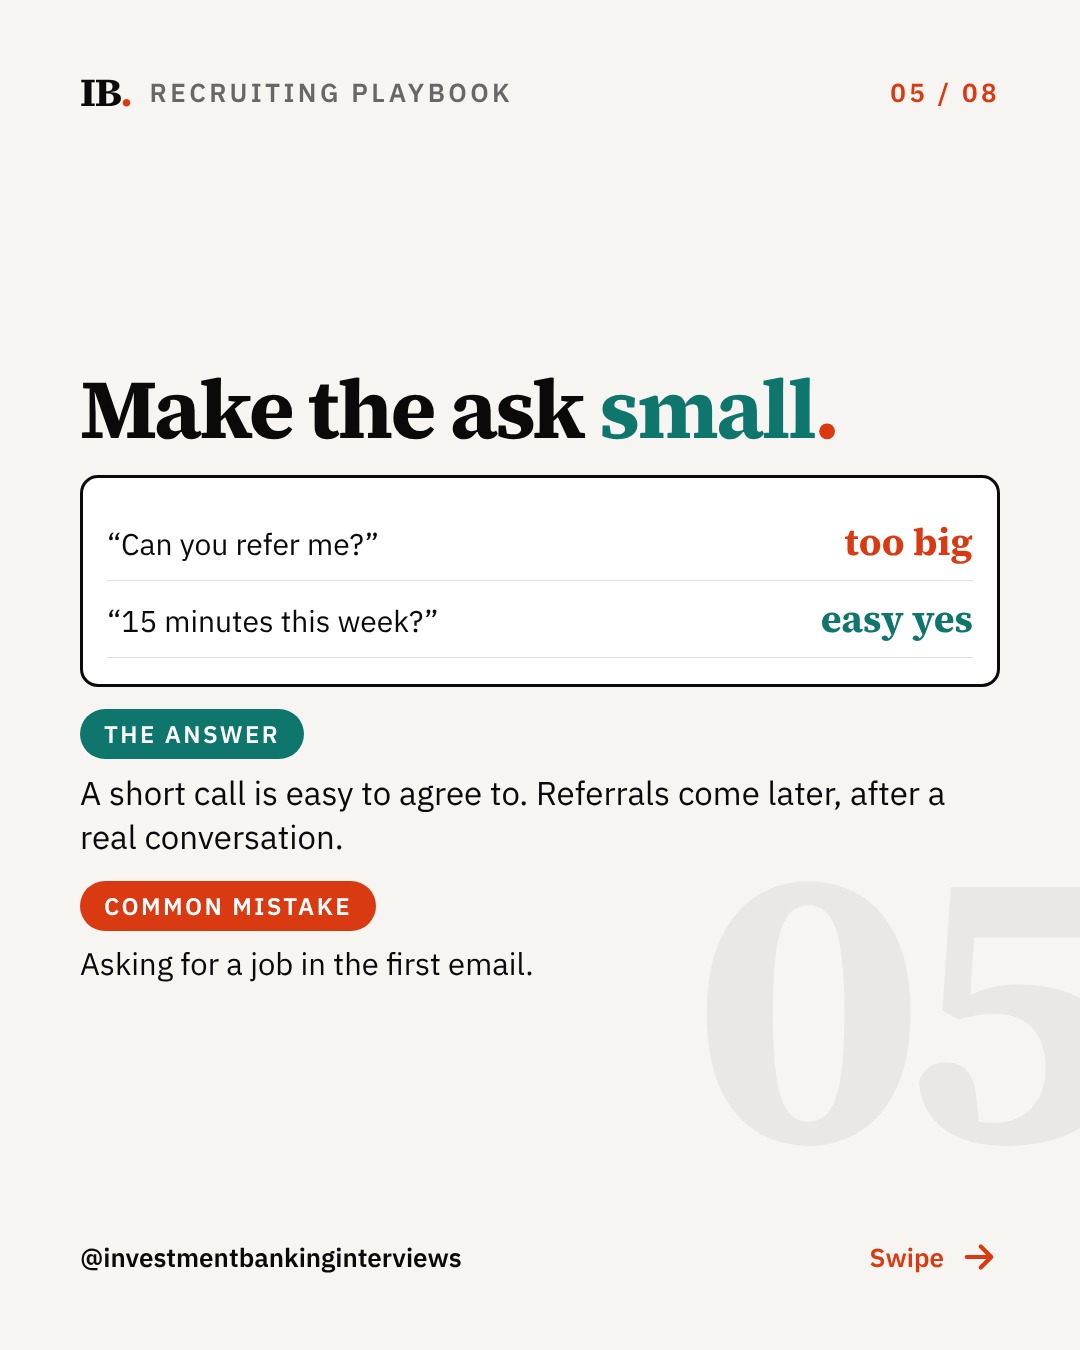 IB. RECRUITING PLAYBOOK 05 / 08
Make the ask small.
“Can you refer me?” too big
“15 minutes this week?” easy yes
THE ANSWER
A short call is easy to agree to. Referrals come later, after a
real conversation.
COMMON MISTAKE
Asking for a job in the first email.
05
@investmentbankinginterviews Swipe →